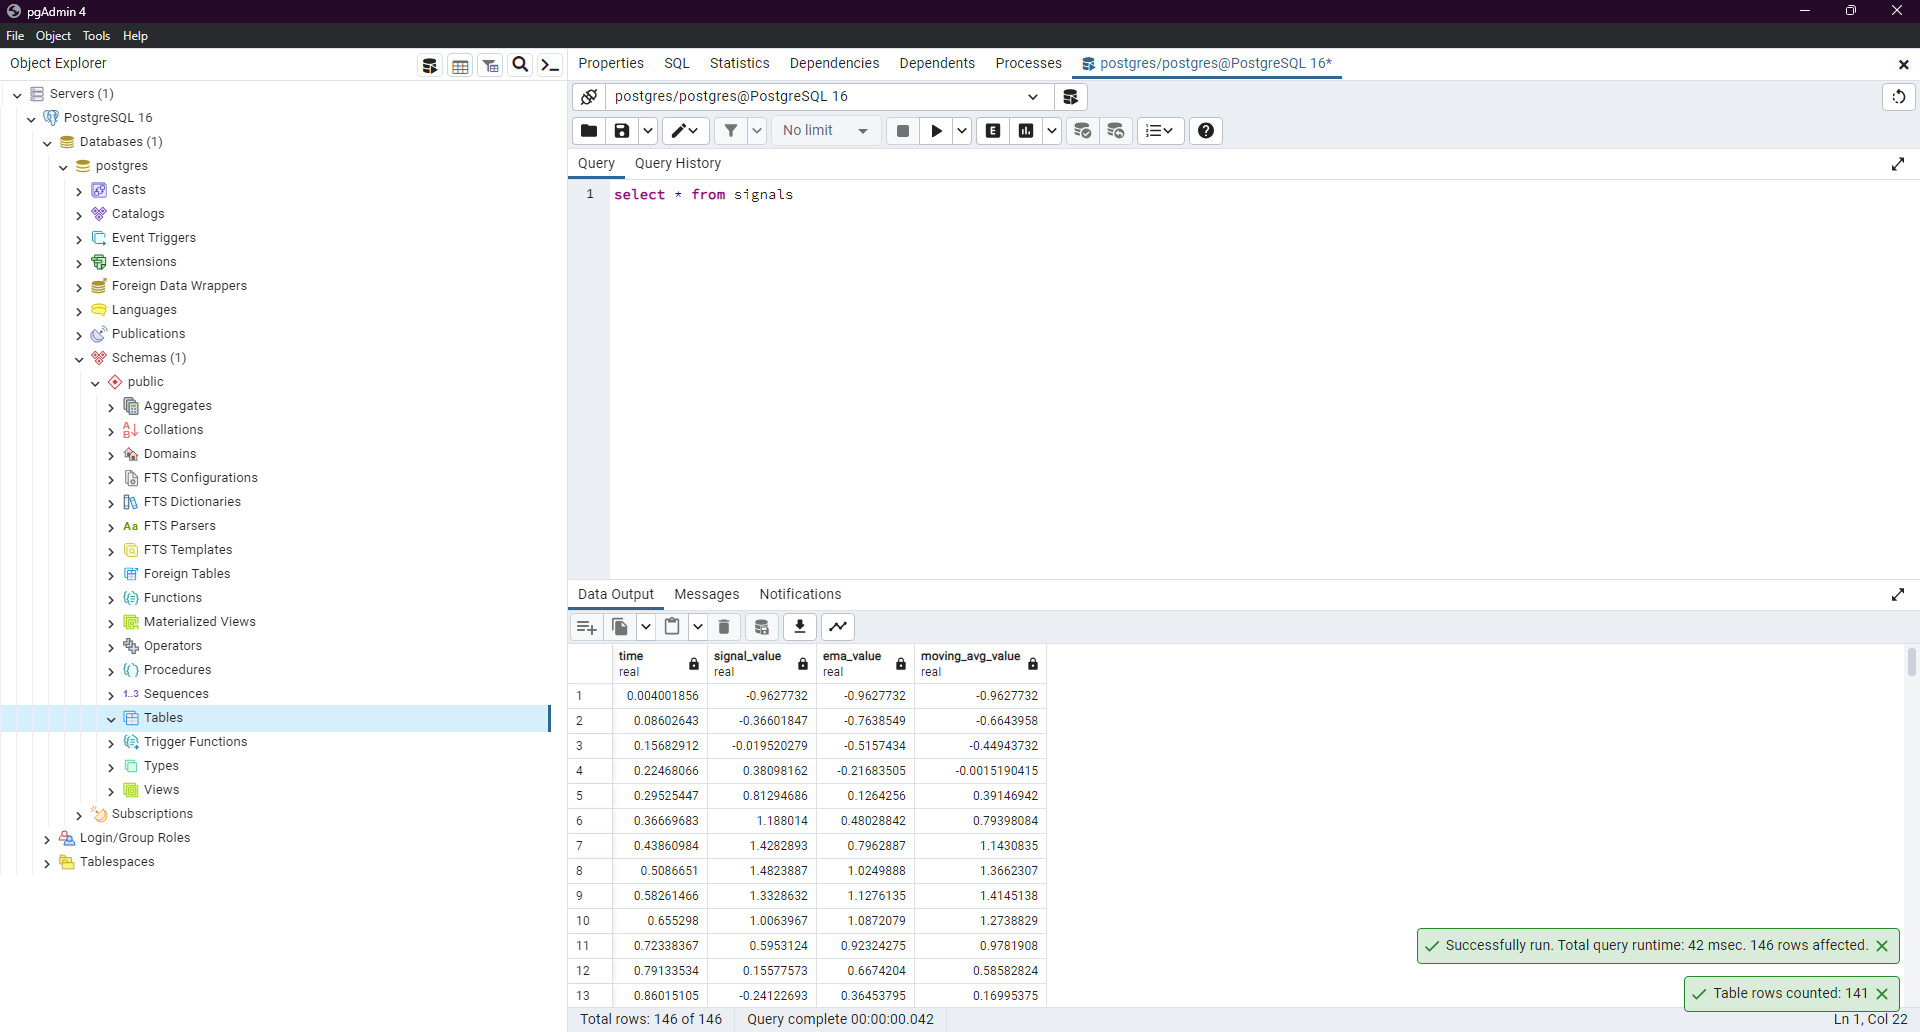 pgAdmin 4
File Object Tools Help
Object Explorer
Servers (1)
PostgreSQL 16
Databases (1)
postgres
Casts
Catalogs
Event Triggers
Extensions
Foreign Data Wrappers
Languages
Publications
Schemas (1)
public
Aggregates
Collations
Domains
FTS Configurations
FTS Dictionaries
FTS Parsers
FTS Templates
Foreign Tables
Functions
Materialized Views
Operators
Procedures
1..3 Sequences
Tables
Trigger Functions
Types
Views
Subscriptions
Login/Group Roles
Tablespaces
Properties SQL Statistics Dependencies Dependents Processes postgres/postgres@PostgreSQL 16*
postgres/postgres@PostgreSQL 16
No limit E
Query Query History
1 select * from signals
Data Output Messages Notifications
time signal_value ema_value moving_avg_value
real real real real
1 0.004001856 -0.9627732 -0.9627732 -0.9627732
2 0.08602643 -0.36601847 -0.7638549 -0.6643958
3 0.15682912 -0.019520279 -0.5157434 -0.44943732
4 0.22468066 0.38098162 -0.21683505 -0.0015190415
5 0.29525447 0.81294686 0.1264256 0.39146942
6 0.36669683 1.188014 0.48028842 0.79398084
7 0.43860984 1.4282893 0.7962887 1.1430835
8 0.5086651 1.4823887 1.0249888 1.3662307
9 0.58261466 1.3328632 1.1276135 1.4145138
10 0.655298 1.0063967 1.0872079 1.2738829
11 0.72338367 0.5953124 0.92324275 0.9781908
12 0.79133534 0.15577573 0.6674204 0.58582824
13 0.86015105 -0.24122693 0.36453795 0.16995375
Successfully run. Total query runtime: 42 msec. 146 rows affected.
Table rows counted: 141
Total rows: 146 of 146 Query complete 00:00:00.042 Ln 1, Col 22